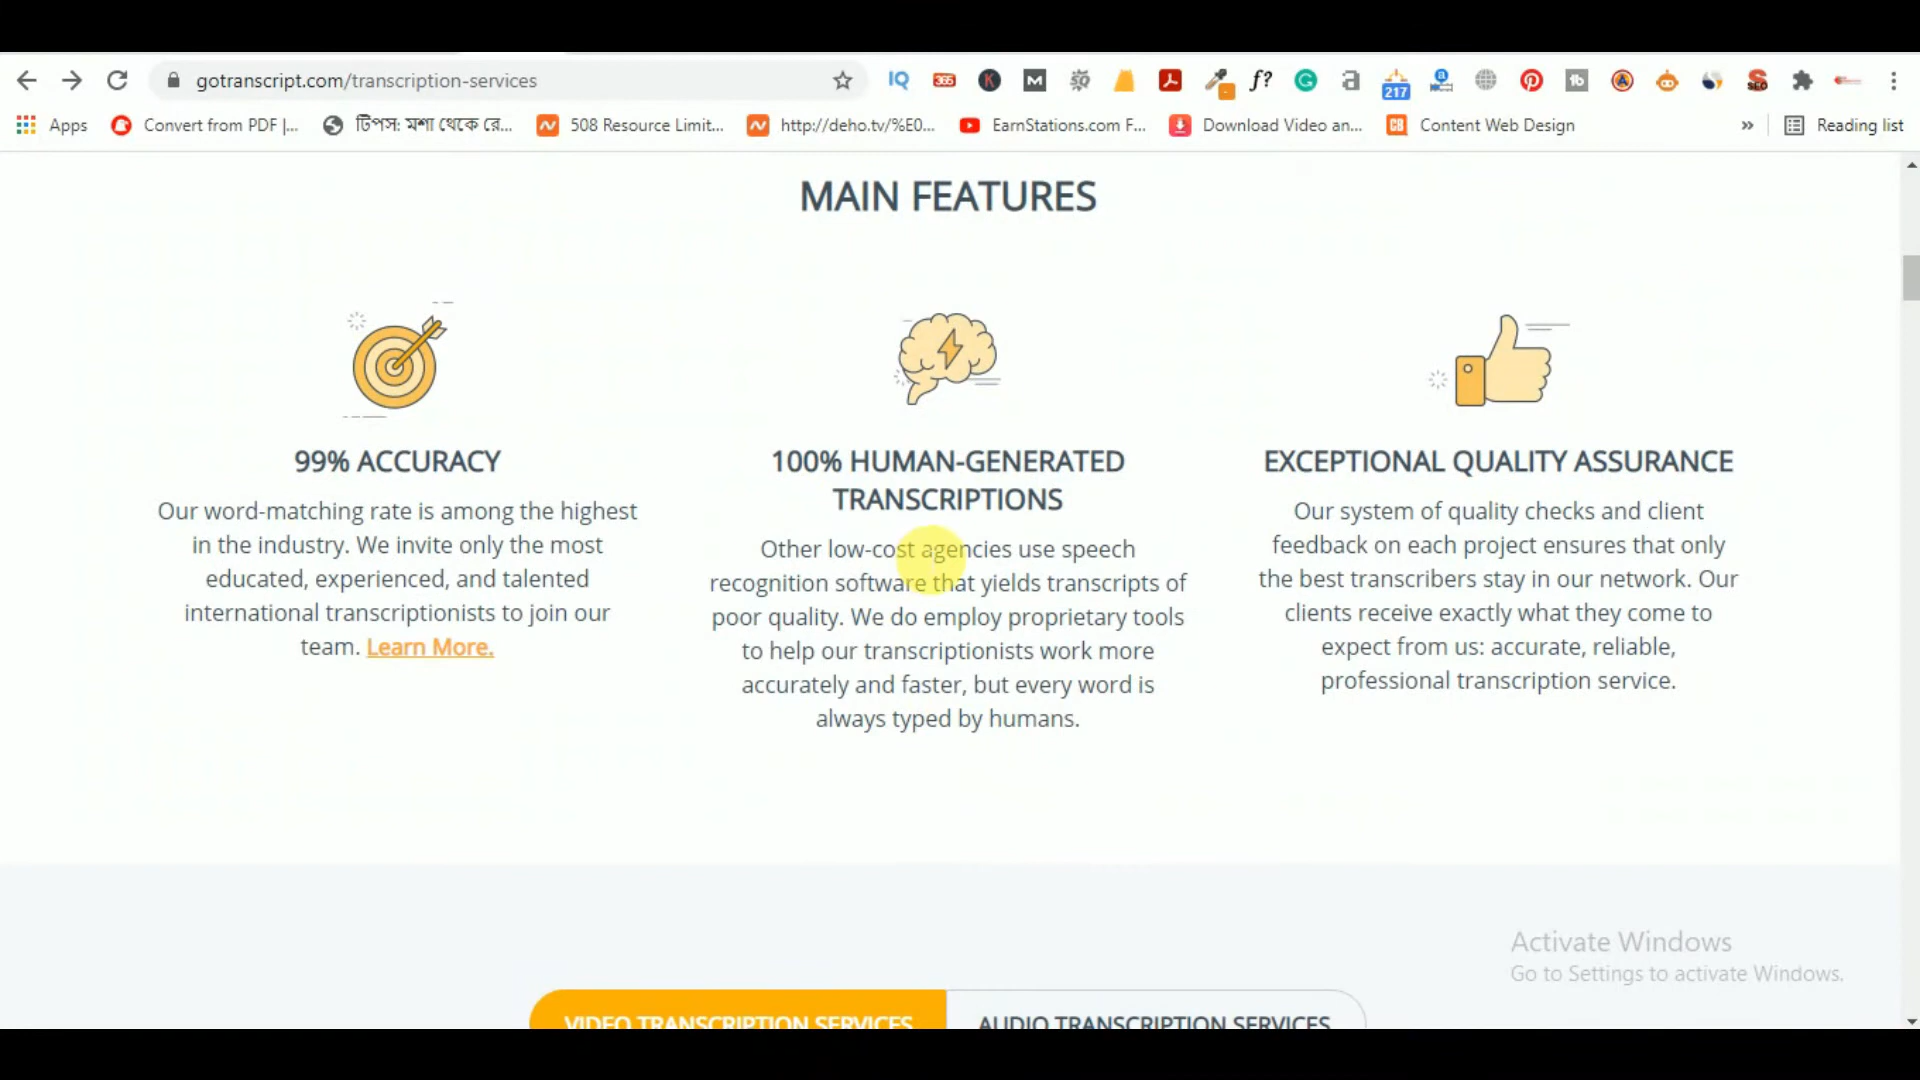 gotranscript.com/transcription-services
IQ 365 K M f? G a a 217 tb SEO
Apps Convert from PDF |... টিপস: মশা থেকে রে... 508 Resource Limit... http://deho.tv/%E0... EarnStations.com F... Download Video an... CB Content Web Design » Reading list
MAIN FEATURES
99% ACCURACY
Our word-matching rate is among the highest
in the industry. We invite only the most
educated, experienced, and talented
international transcriptionists to join our
team. Learn More.
100% HUMAN-GENERATED
TRANSCRIPTIONS
Other low-cost agencies use speech
recognition software that yields transcripts of
poor quality. We do employ proprietary tools
to help our transcriptionists work more
accurately and faster, but every word is
always typed by humans.
EXCEPTIONAL QUALITY ASSURANCE
Our system of quality checks and client
feedback on each project ensures that only
the best transcribers stay in our network. Our
clients receive exactly what they come to
expect from us: accurate, reliable,
professional transcription service.
Activate Windows
Go to Settings to activate Windows.
VIDEO TRANSCRIPTION SERVICES AUDIO TRANSCRIPTION SERVICES